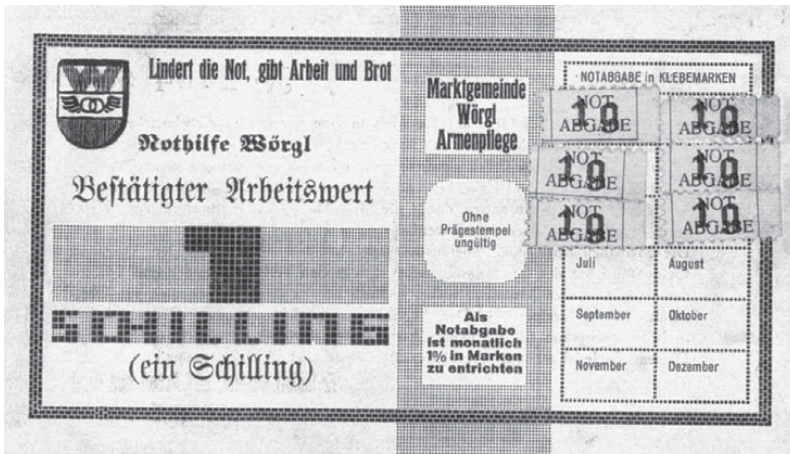 Lindert die Not, gibt Arbeit und Brot
Nothilfe Wörgl
Bestätigter Arbeitswert
1
SCHILLING
(ein Schilling)
Marktgemeinde
Wörgl
Armenpflege
Ohne
Prägestempel
ungültig
Als
Notabgabe
ist monatlich
1% in Marken
zu entrichten
NOTABGABE in KLEBEMARKEN
NOT
10
ABGABE
NOT
10
ABGABE
NOT
10
ABGABE
NOT
10
ABGABE
NOT
10
ABGABE
NOT
10
ABGABE
Juli
August
September
Oktober
November
Dezember